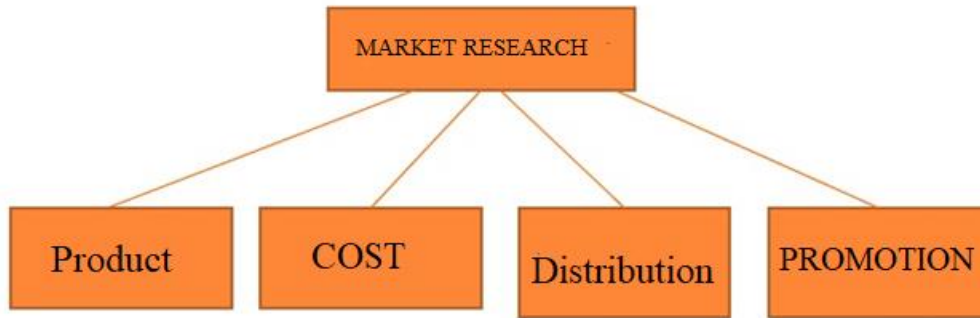 MARKET RESEARCH
Product
COST
Distribution
PROMOTION